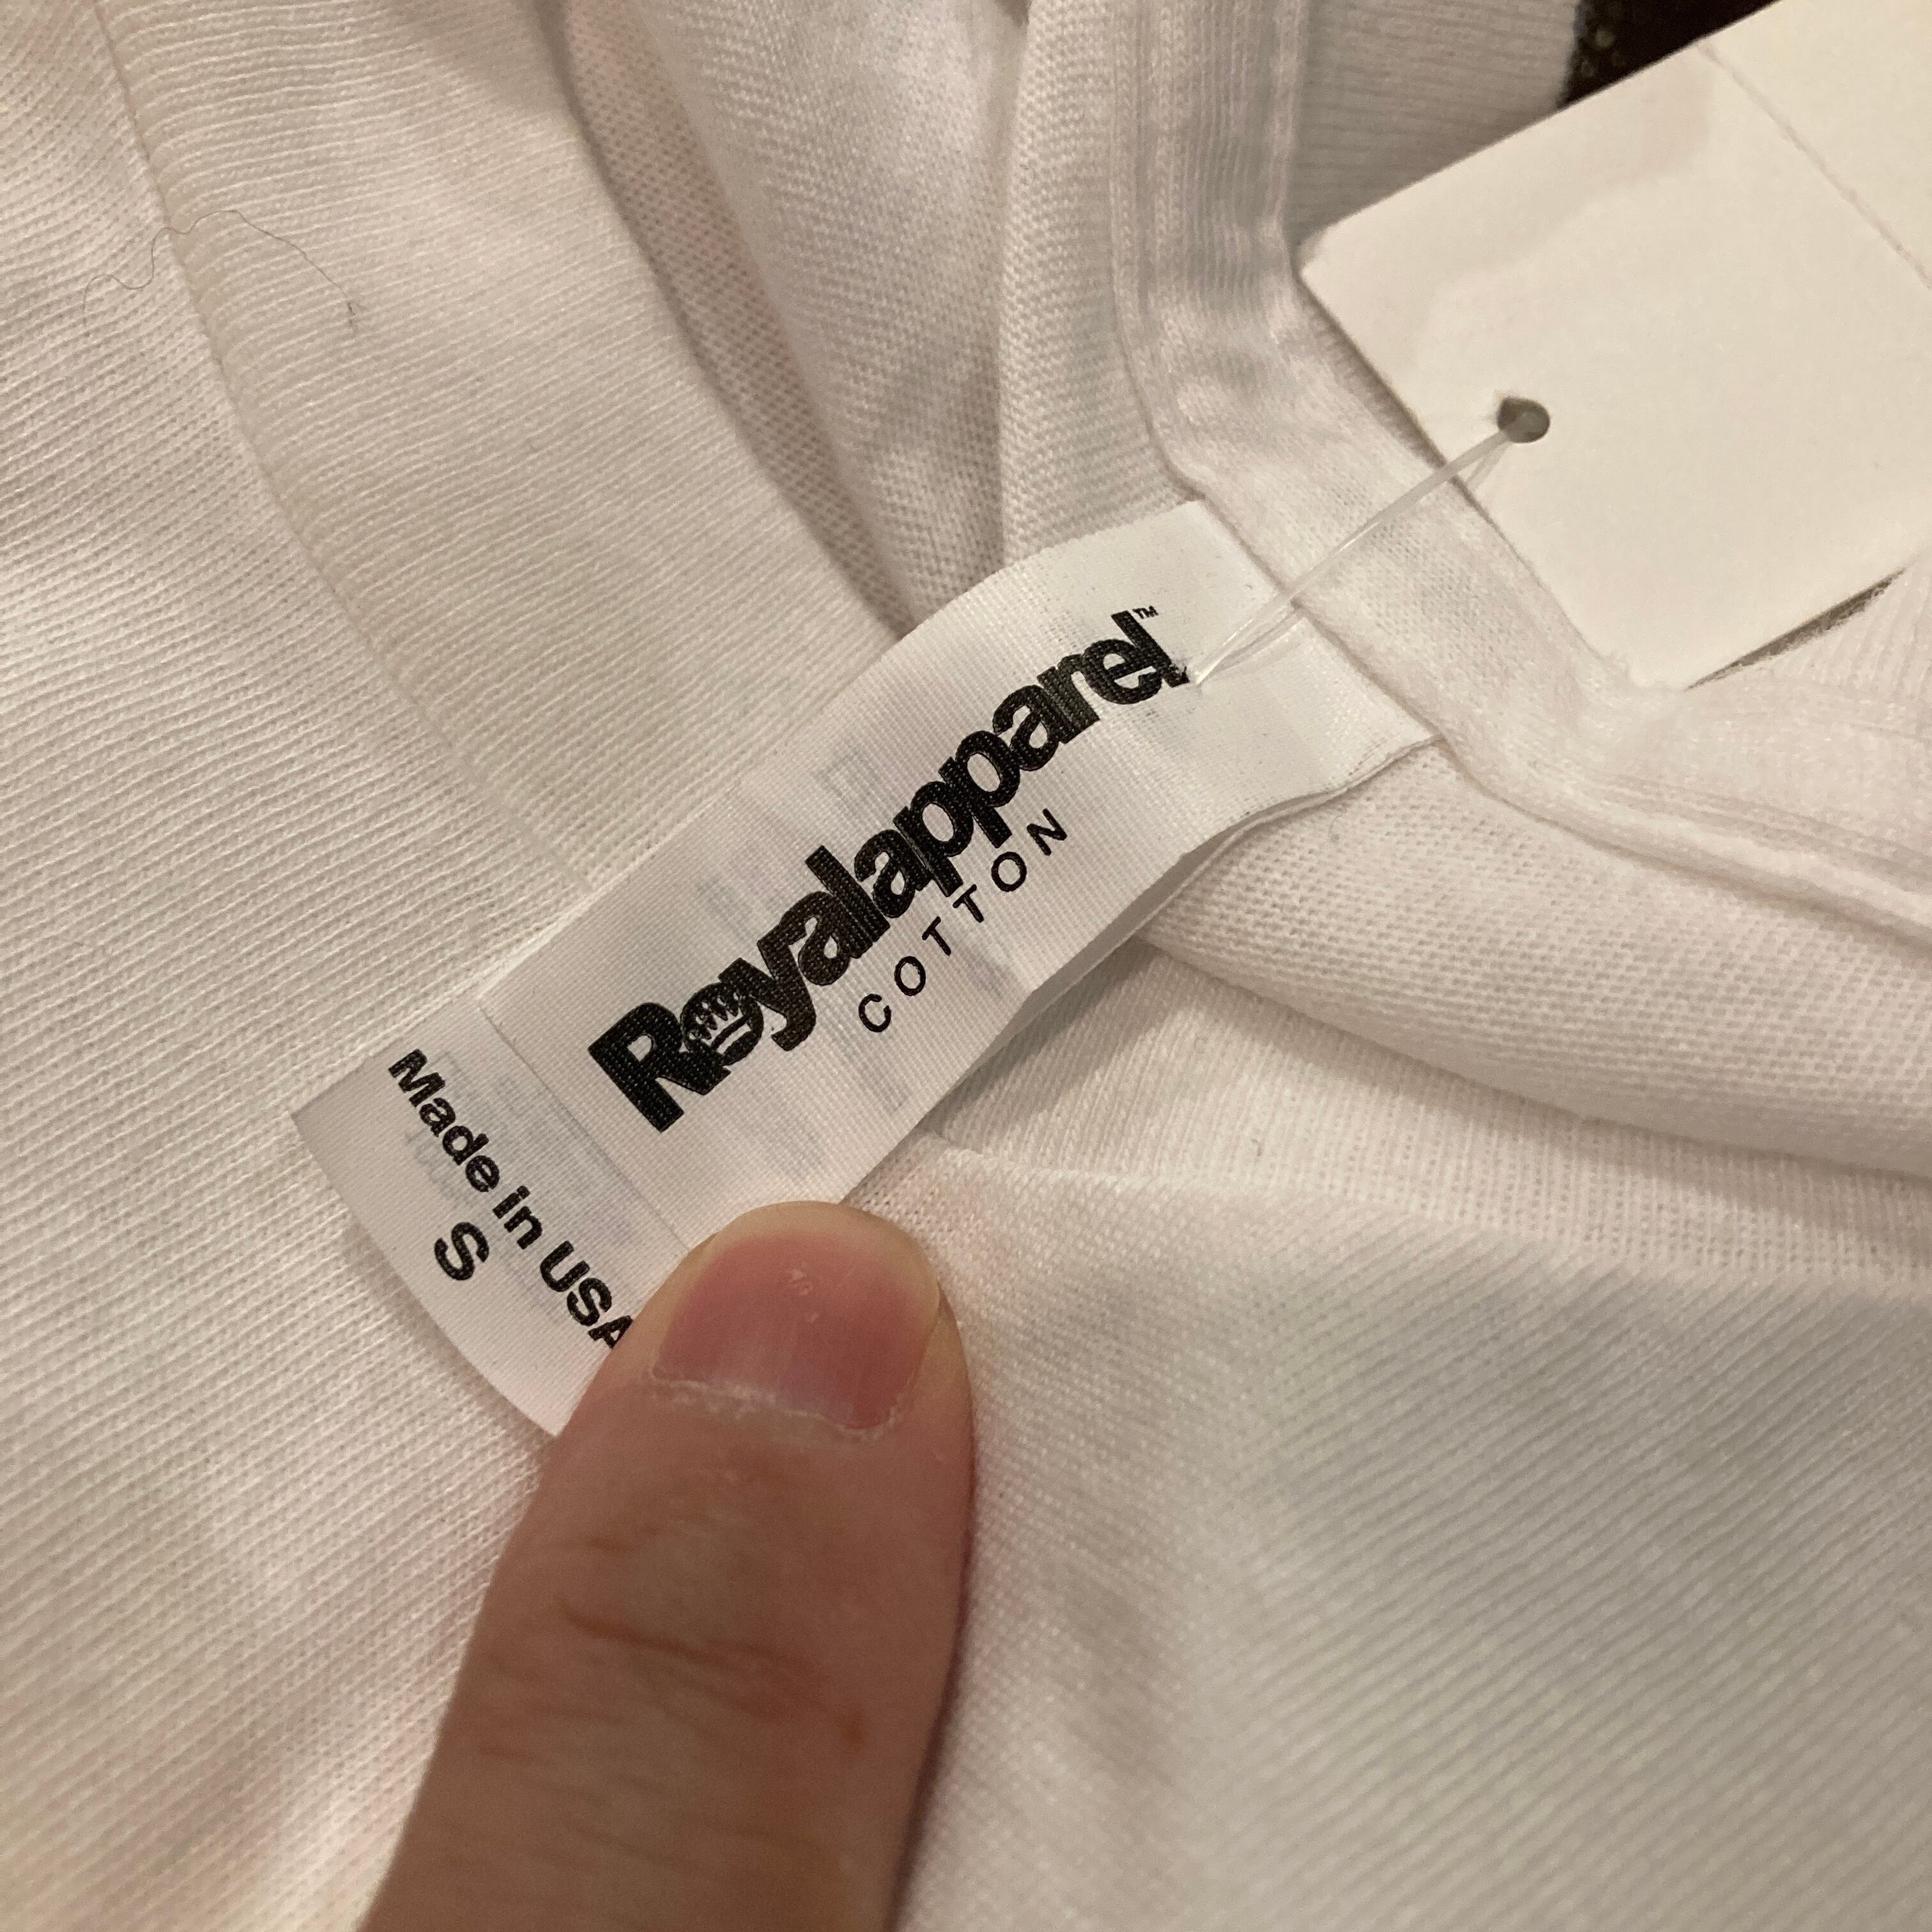 Royalapparel™
COTTON
Made in USA
S